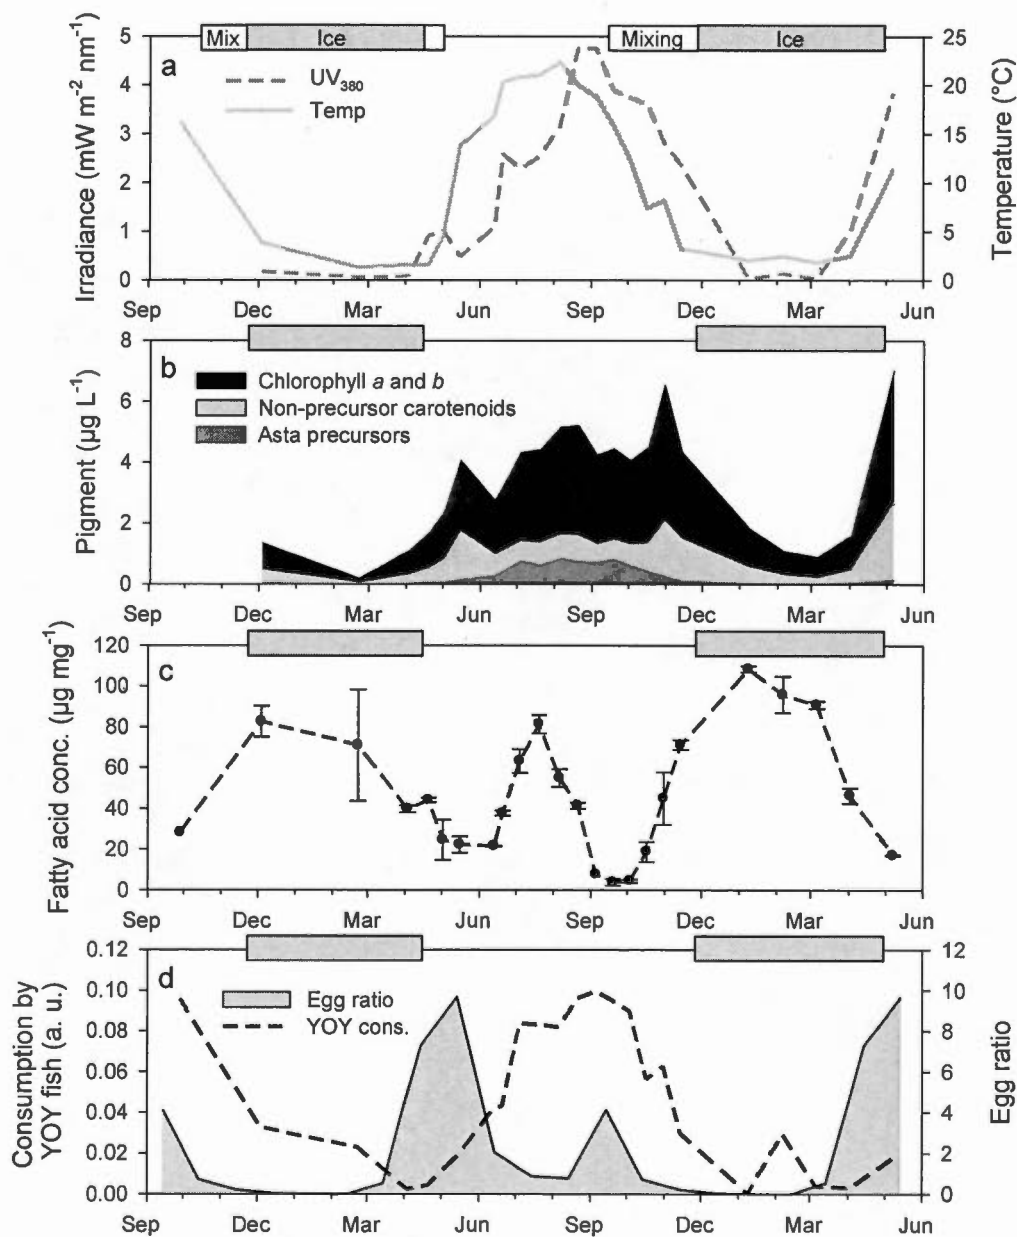 Mix Ice Mixing Ice
a
UV380
Temp
5 4 3 2 1 0
Irradiance (mW m-2 nm-1)
25 20 15 10 5 0
Temperature (°C)
Sep Dec Mar Jun Sep Dec Mar Jun
b
Chlorophyll a and b
Non-precursor carotenoids
Asta precursors
8 6 4 2 0
Pigment (µg L-1)
Sep Dec Mar Jun Sep Dec Mar Jun
c
120 100 80 60 40 20 0
Fatty acid conc. (µg mg-1)
Sep Dec Mar Jun Sep Dec Mar Jun
d
Egg ratio
YOY cons.
0.12 0.10 0.08 0.06 0.04 0.02 0.00
Consumption by
YOY fish (a. u.)
12 10 8 6 4 2 0
Egg ratio
Sep Dec Mar Jun Sep Dec Mar Jun